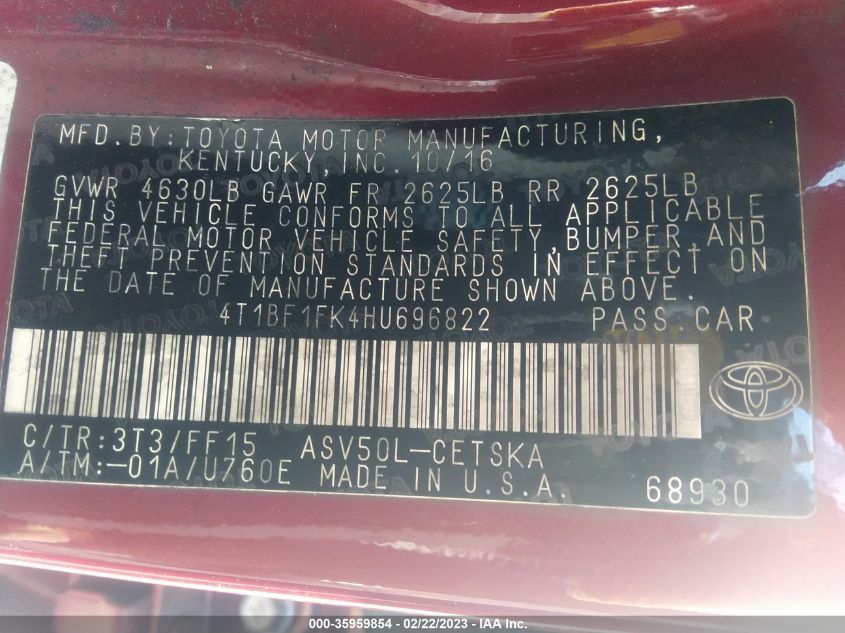 MFD.BY:TOYOTA MOTOR MANUFACTURING,
KENTUCKY, INC. 10/16
GVWR 4630LB GAWR FR 2625LB RR 2625LB
THIS VEHICLE CONFORMS TO ALL APPLICABLE
FEDERAL MOTOR VEHICLE SAFETY, BUMPER, AND
THEFT PREVENTION STANDARDS IN EFFECT ON
THE DATE OF MANUFACTURE SHOWN ABOVE.
4T1BF1FK4HU696822 PASS CAR
C/TR:3T3/FF15 ASV50L-CETSKA
A/TM:-01A/U760E MADE IN U.S.A. 68930
000-35959854 - 02/22/2023 - IAA Inc.